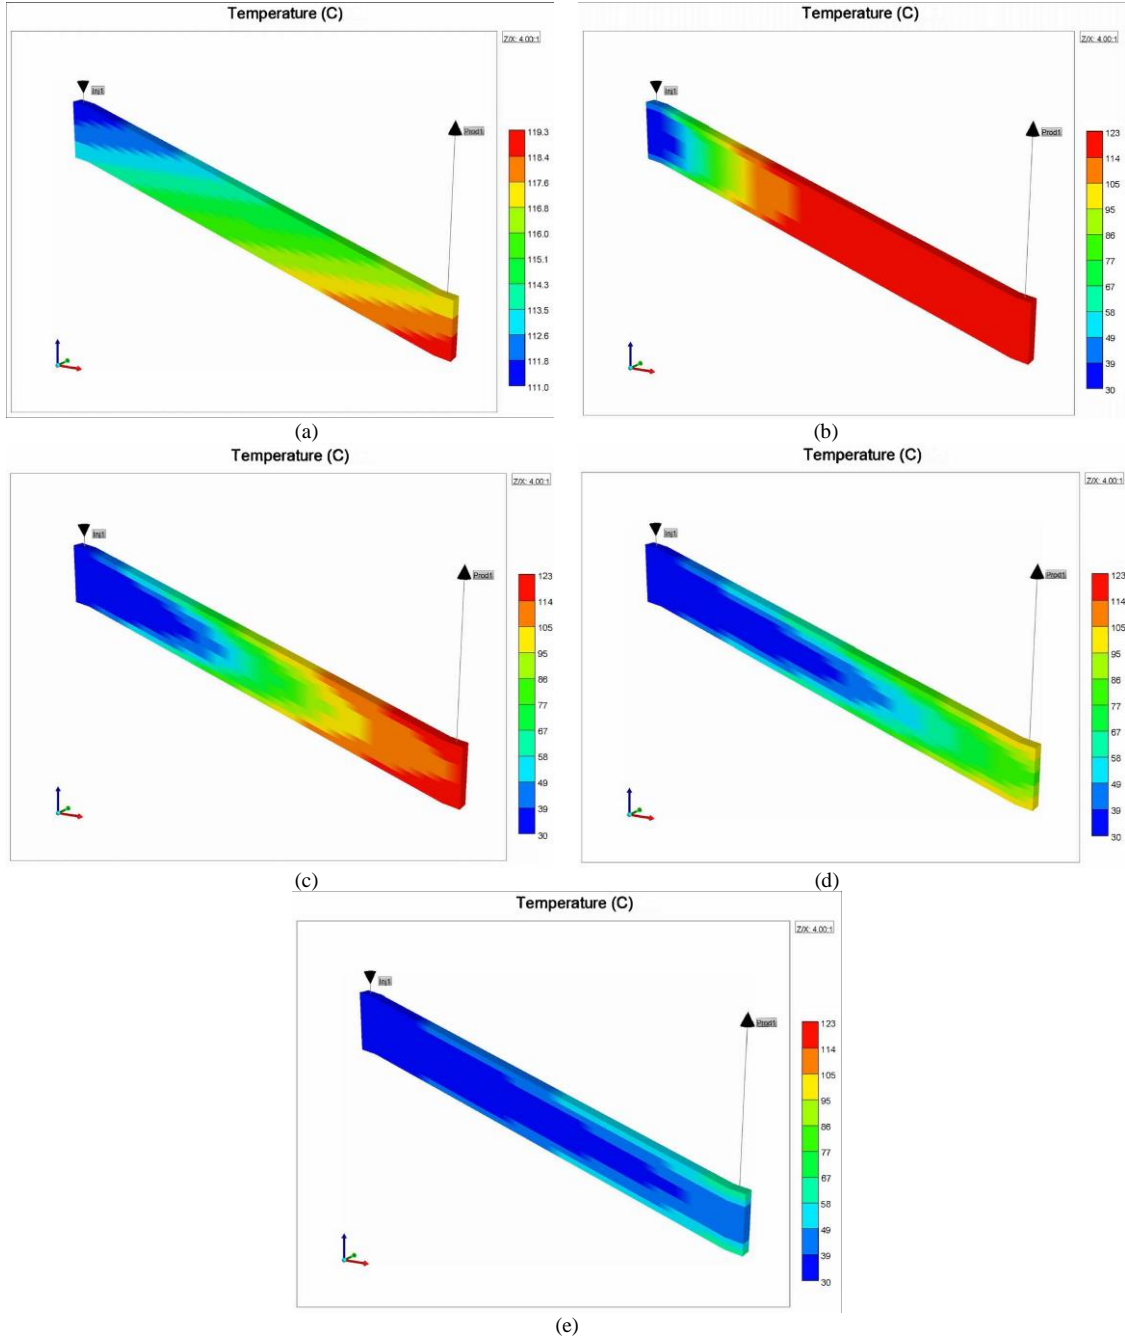 Temperature (C)
Z/X: 4.00:1
Inj1
Prod1
119.3
118.4
117.6
116.8
116.0
115.1
114.3
113.5
112.6
111.8
111.0
(a)
Temperature (C)
Z/X: 4.00:1
Inj1
Prod1
123
114
105
95
86
77
67
58
49
39
30
(b)
Temperature (C)
Z/X: 4.00:1
Inj1
Prod1
123
114
105
95
86
77
67
58
49
39
30
(c)
Temperature (C)
Z/X: 4.00:1
Inj1
Prod1
123
114
105
95
86
77
67
58
49
39
30
(d)
Temperature (C)
Z/X: 4.00:1
Inj1
Prod1
123
114
105
95
86
77
67
58
49
39
30
(e)